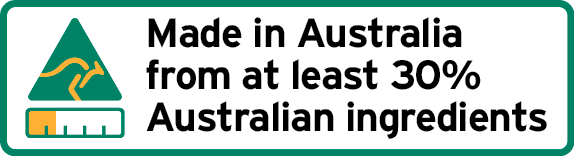 Made in Australia
from at least 30%
Australian ingredients